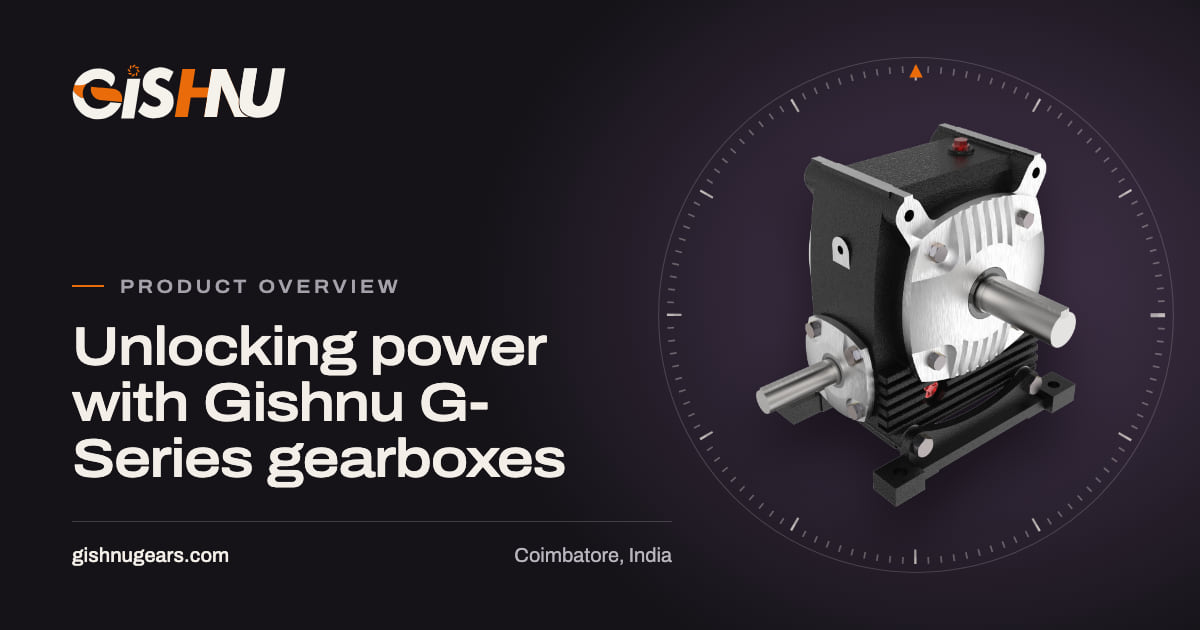 GiSHNU
PRODUCT OVERVIEW
Unlocking power
with Gishnu G-
Series gearboxes
gishnugears.com
Coimbatore, India